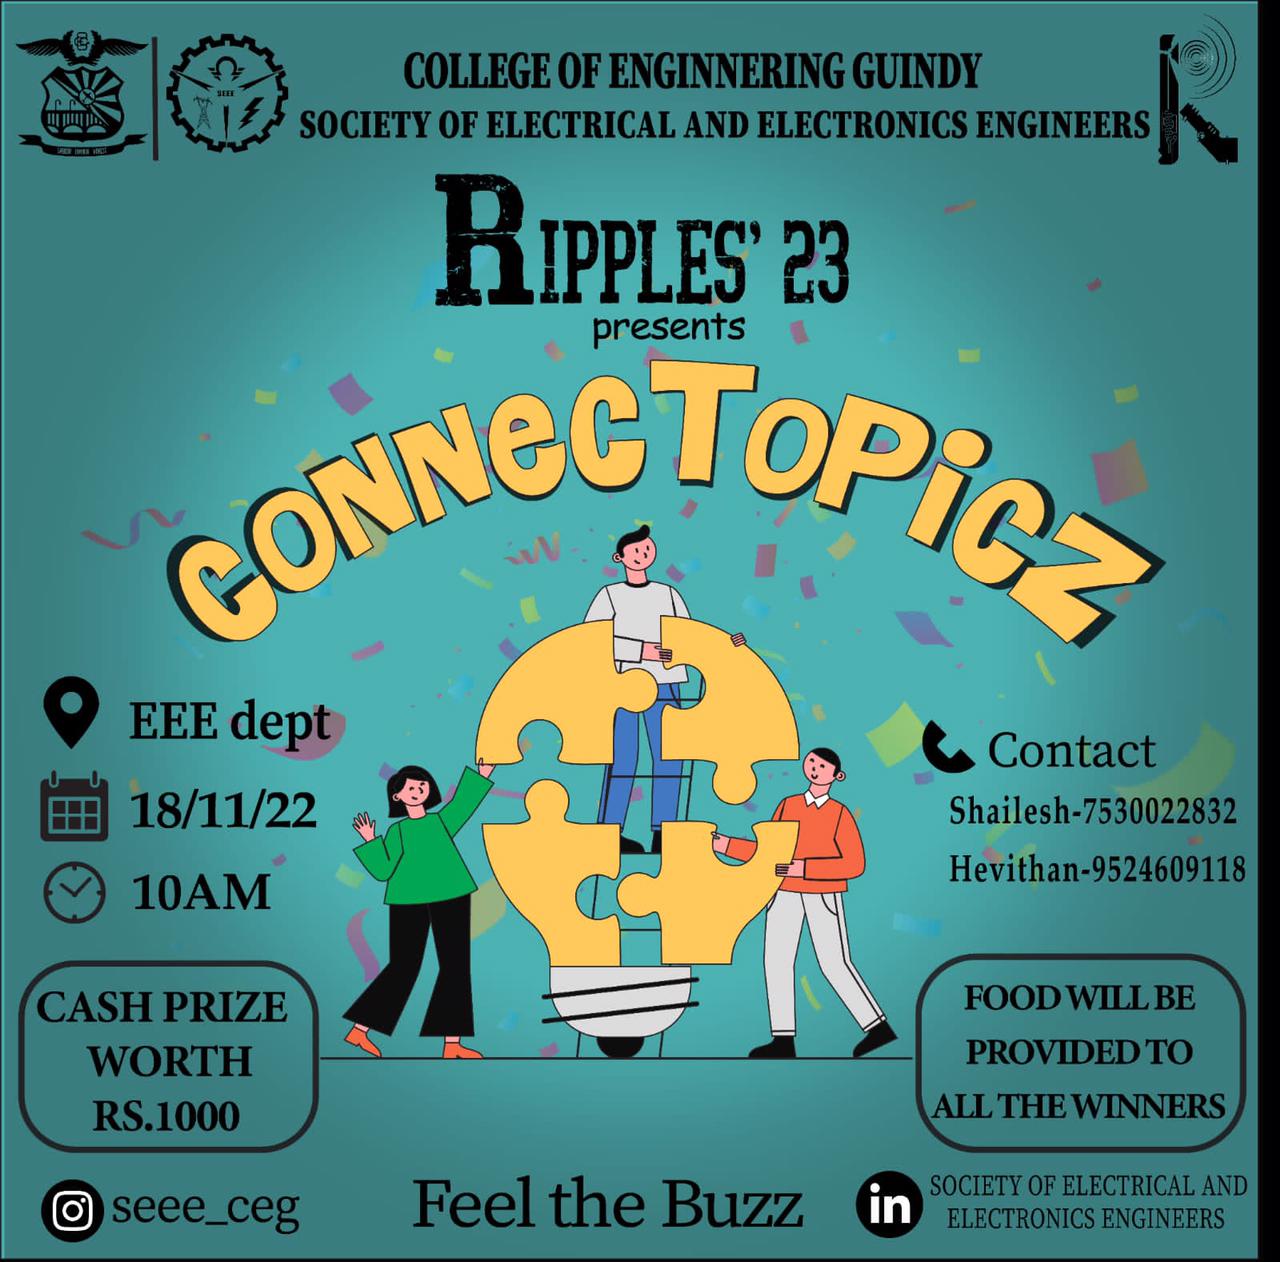 COLLEGE OF ENGINNERING GUINDY
SOCIETY OF ELECTRICAL AND ELECTRONICS ENGINEERS
SEEE
RIPPLES' 23
presents
CONNECTOPICZ
EEE dept
18/11/22
10AM
Contact
Shailesh-7530022832
Hevithan-9524609118
CASH PRIZE
WORTH
RS.1000
FOOD WILL BE
PROVIDED TO
ALL THE WINNERS
seee_ceg
Feel the Buzz
in
SOCIETY OF ELECTRICAL AND
ELECTRONICS ENGINEERS